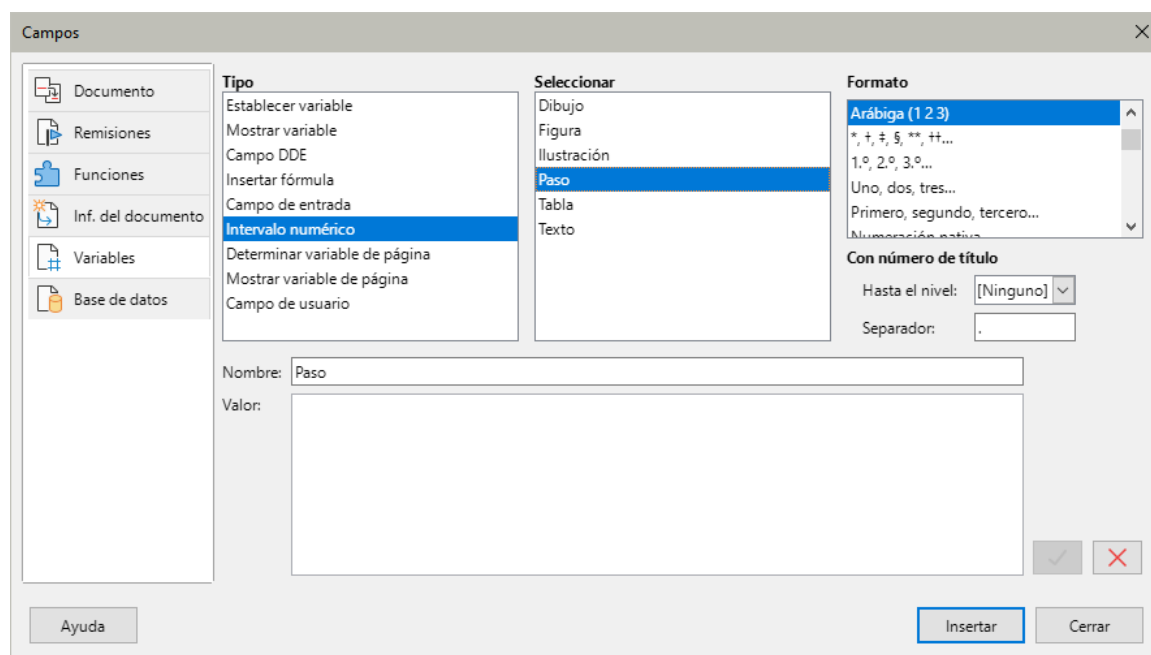 Campos
Documento
Remisiones
Funciones
Inf. del documento
Variables
Base de datos
Tipo
Establecer variable
Mostrar variable
Campo DDE
Insertar fórmula
Campo de entrada
Intervalo numérico
Determinar variable de página
Mostrar variable de página
Campo de usuario
Seleccionar
Dibujo
Figura
Ilustración
Paso
Tabla
Texto
Formato
Arábiga (1 2 3)
*, †, ‡, §, **, ††...
1.º, 2.º, 3.º...
Uno, dos, tres...
Primero, segundo, tercero...
Numeración nativa
Con número de título
Hasta el nivel: [Ninguno]
Separador: .
Nombre: Paso
Valor:
Ayuda
Insertar
Cerrar